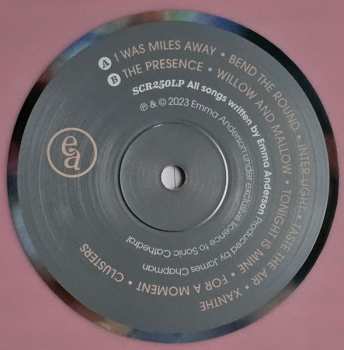 A I WAS MILES AWAY • BEND THE ROUND • INTER LIGHT • TASTE THE AIR • XANTHE
B THE PRESENCE • WILLOW AND MALLOW • TONIGHT IS MINE • FOR A MOMENT • CLUSTERS
SCR250LP All songs written by Emma Anderson Produced by James Chapman
℗ & © 2023 Emma Anderson under exclusive licence to Sonic Cathedral
ea